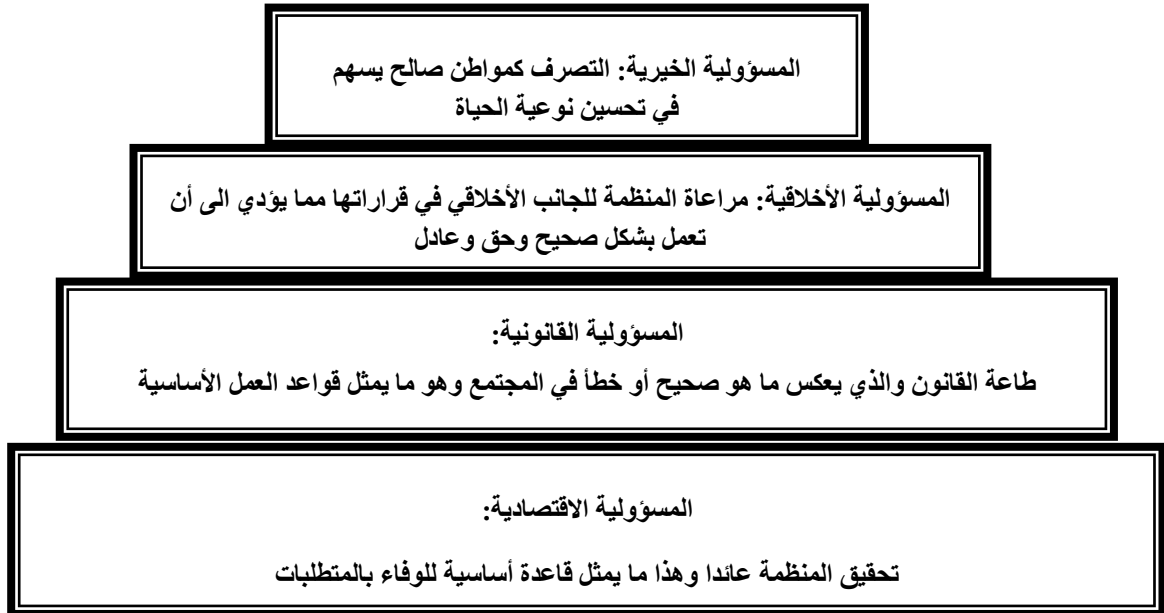 المسؤولية الخيرية: التصرف كمواطن صالح يسهم
في تحسين نوعية الحياة
المسؤولية الأخلاقية: مراعاة المنظمة للجانب الأخلاقي في قراراتها مما يؤدي الى أن
تعمل بشكل صحيح وحق وعادل
المسؤولية القانونية:
طاعة القانون والذي يعكس ما هو صحيح أو خطأ في المجتمع وهو ما يمثل قواعد العمل الأساسية
المسؤولية الاقتصادية:
تحقيق المنظمة عائدا وهذا ما يمثل قاعدة أساسية للوفاء بالمتطلبات